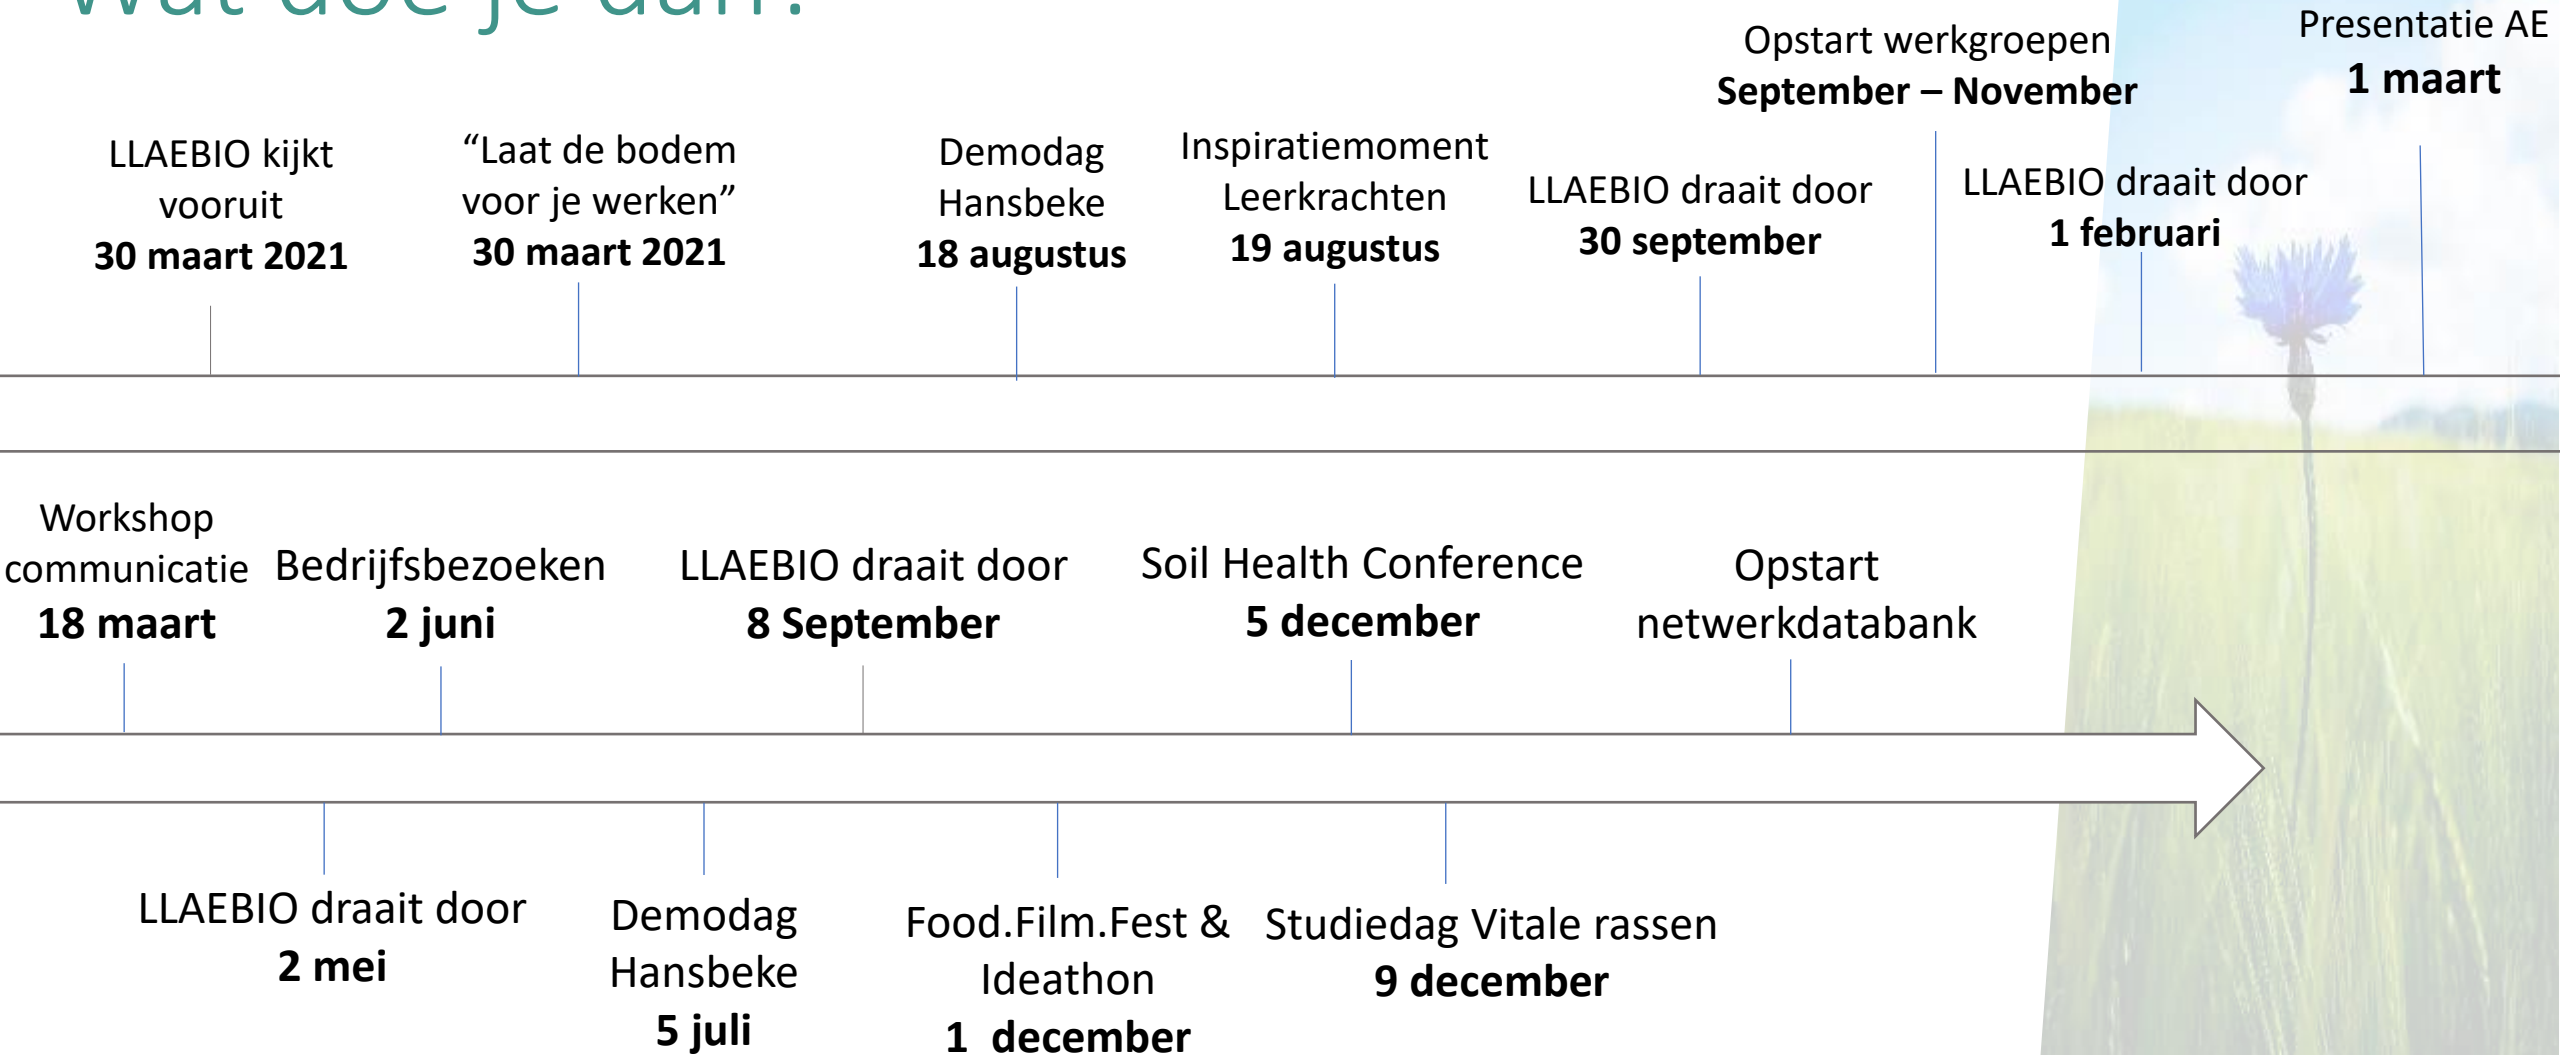 Wat doe je dan?
LLAEBIO kijkt
vooruit
30 maart 2021
“Laat de bodem
voor je werken”
30 maart 2021
Demodag
Hansbeke
18 augustus
Inspiratiemoment
Leerkrachten
19 augustus
LLAEBIO draait door
30 september
Opstart werkgroepen
September – November
LLAEBIO draait door
1 februari
Presentatie AE
1 maart
Workshop
communicatie
18 maart
Bedrijfsbezoeken
2 juni
LLAEBIO draait door
8 September
Soil Health Conference
5 december
Opstart
netwerkdatabank
LLAEBIO draait door
2 mei
Demodag
Hansbeke
5 juli
Food.Film.Fest &
Ideathon
1  december
Studiedag Vitale rassen
9 december